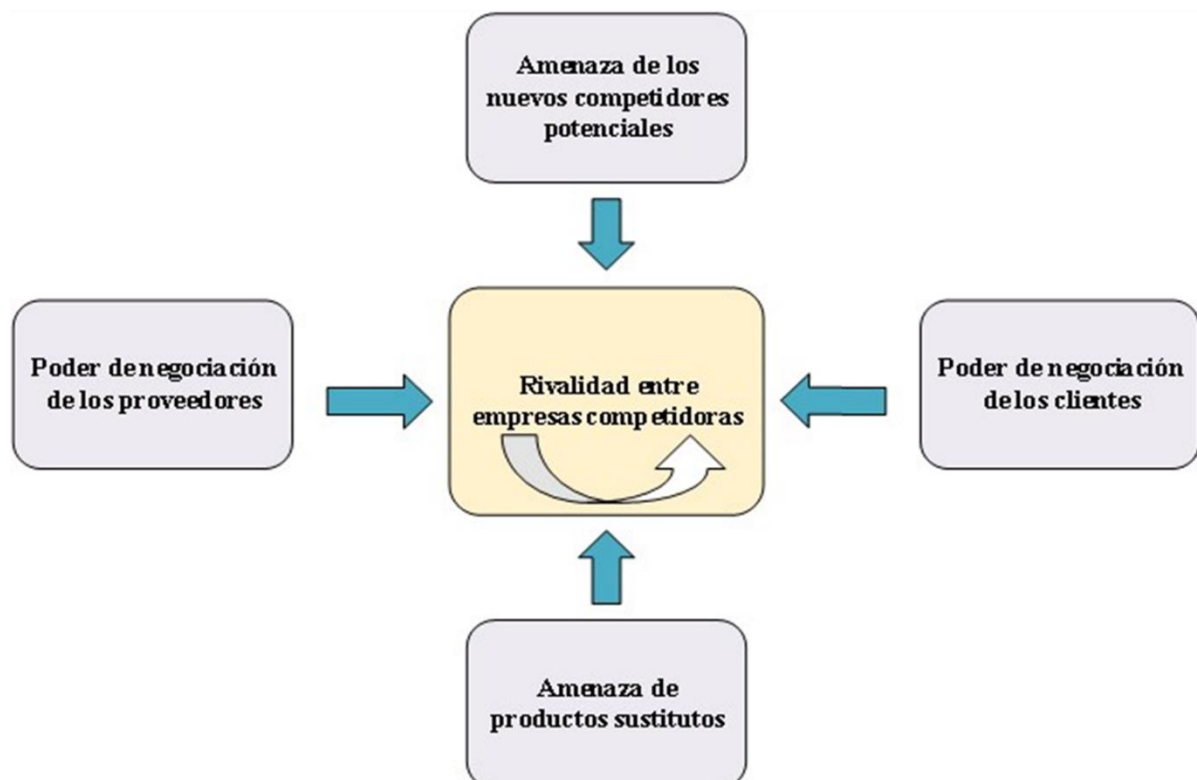 Amenaza de los
nuevos competidores
potenciales
Poder de negociación
de los proveedores
Rivalidad entre
empresas competidoras
Poder de negociación
de los clientes
Amenaza de
productos sustitutos